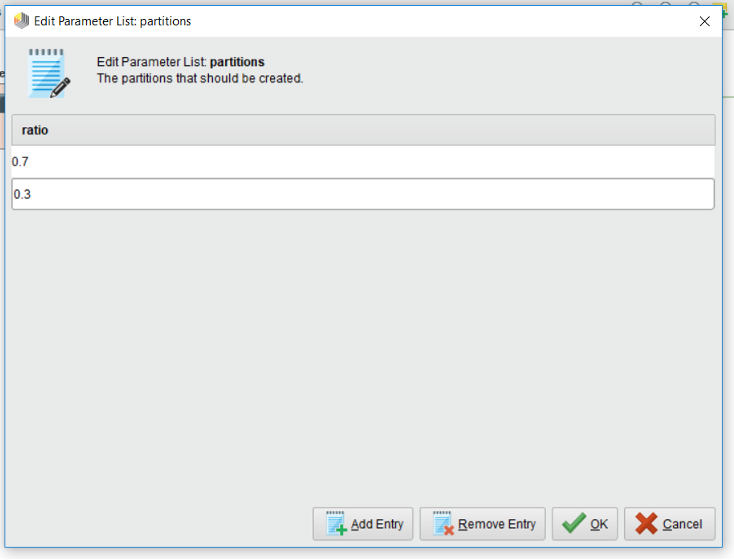 Edit Parameter List: partitions
Edit Parameter List: partitions
The partitions that should be created.
ratio
0.7
0.3
Add Entry
Remove Entry
OK
Cancel